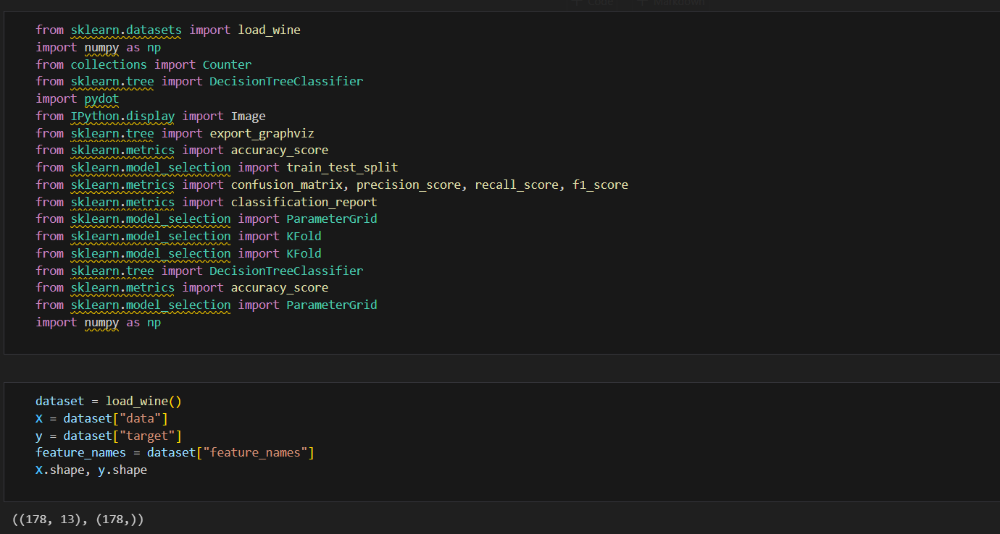 + Code + Markdown
from sklearn.datasets import load_wine
import numpy as np
from collections import Counter
from sklearn.tree import DecisionTreeClassifier
import pydot
from IPython.display import Image
from sklearn.tree import export_graphviz
from sklearn.metrics import accuracy_score
from sklearn.model_selection import train_test_split
from sklearn.metrics import confusion_matrix, precision_score, recall_score, f1_score
from sklearn.metrics import classification_report
from sklearn.model_selection import ParameterGrid
from sklearn.model_selection import KFold
from sklearn.model_selection import KFold
from sklearn.tree import DecisionTreeClassifier
from sklearn.metrics import accuracy_score
from sklearn.model_selection import ParameterGrid
import numpy as np
dataset = load_wine()
X = dataset["data"]
y = dataset["target"]
feature_names = dataset["feature_names"]
X.shape, y.shape
((178, 13), (178,))